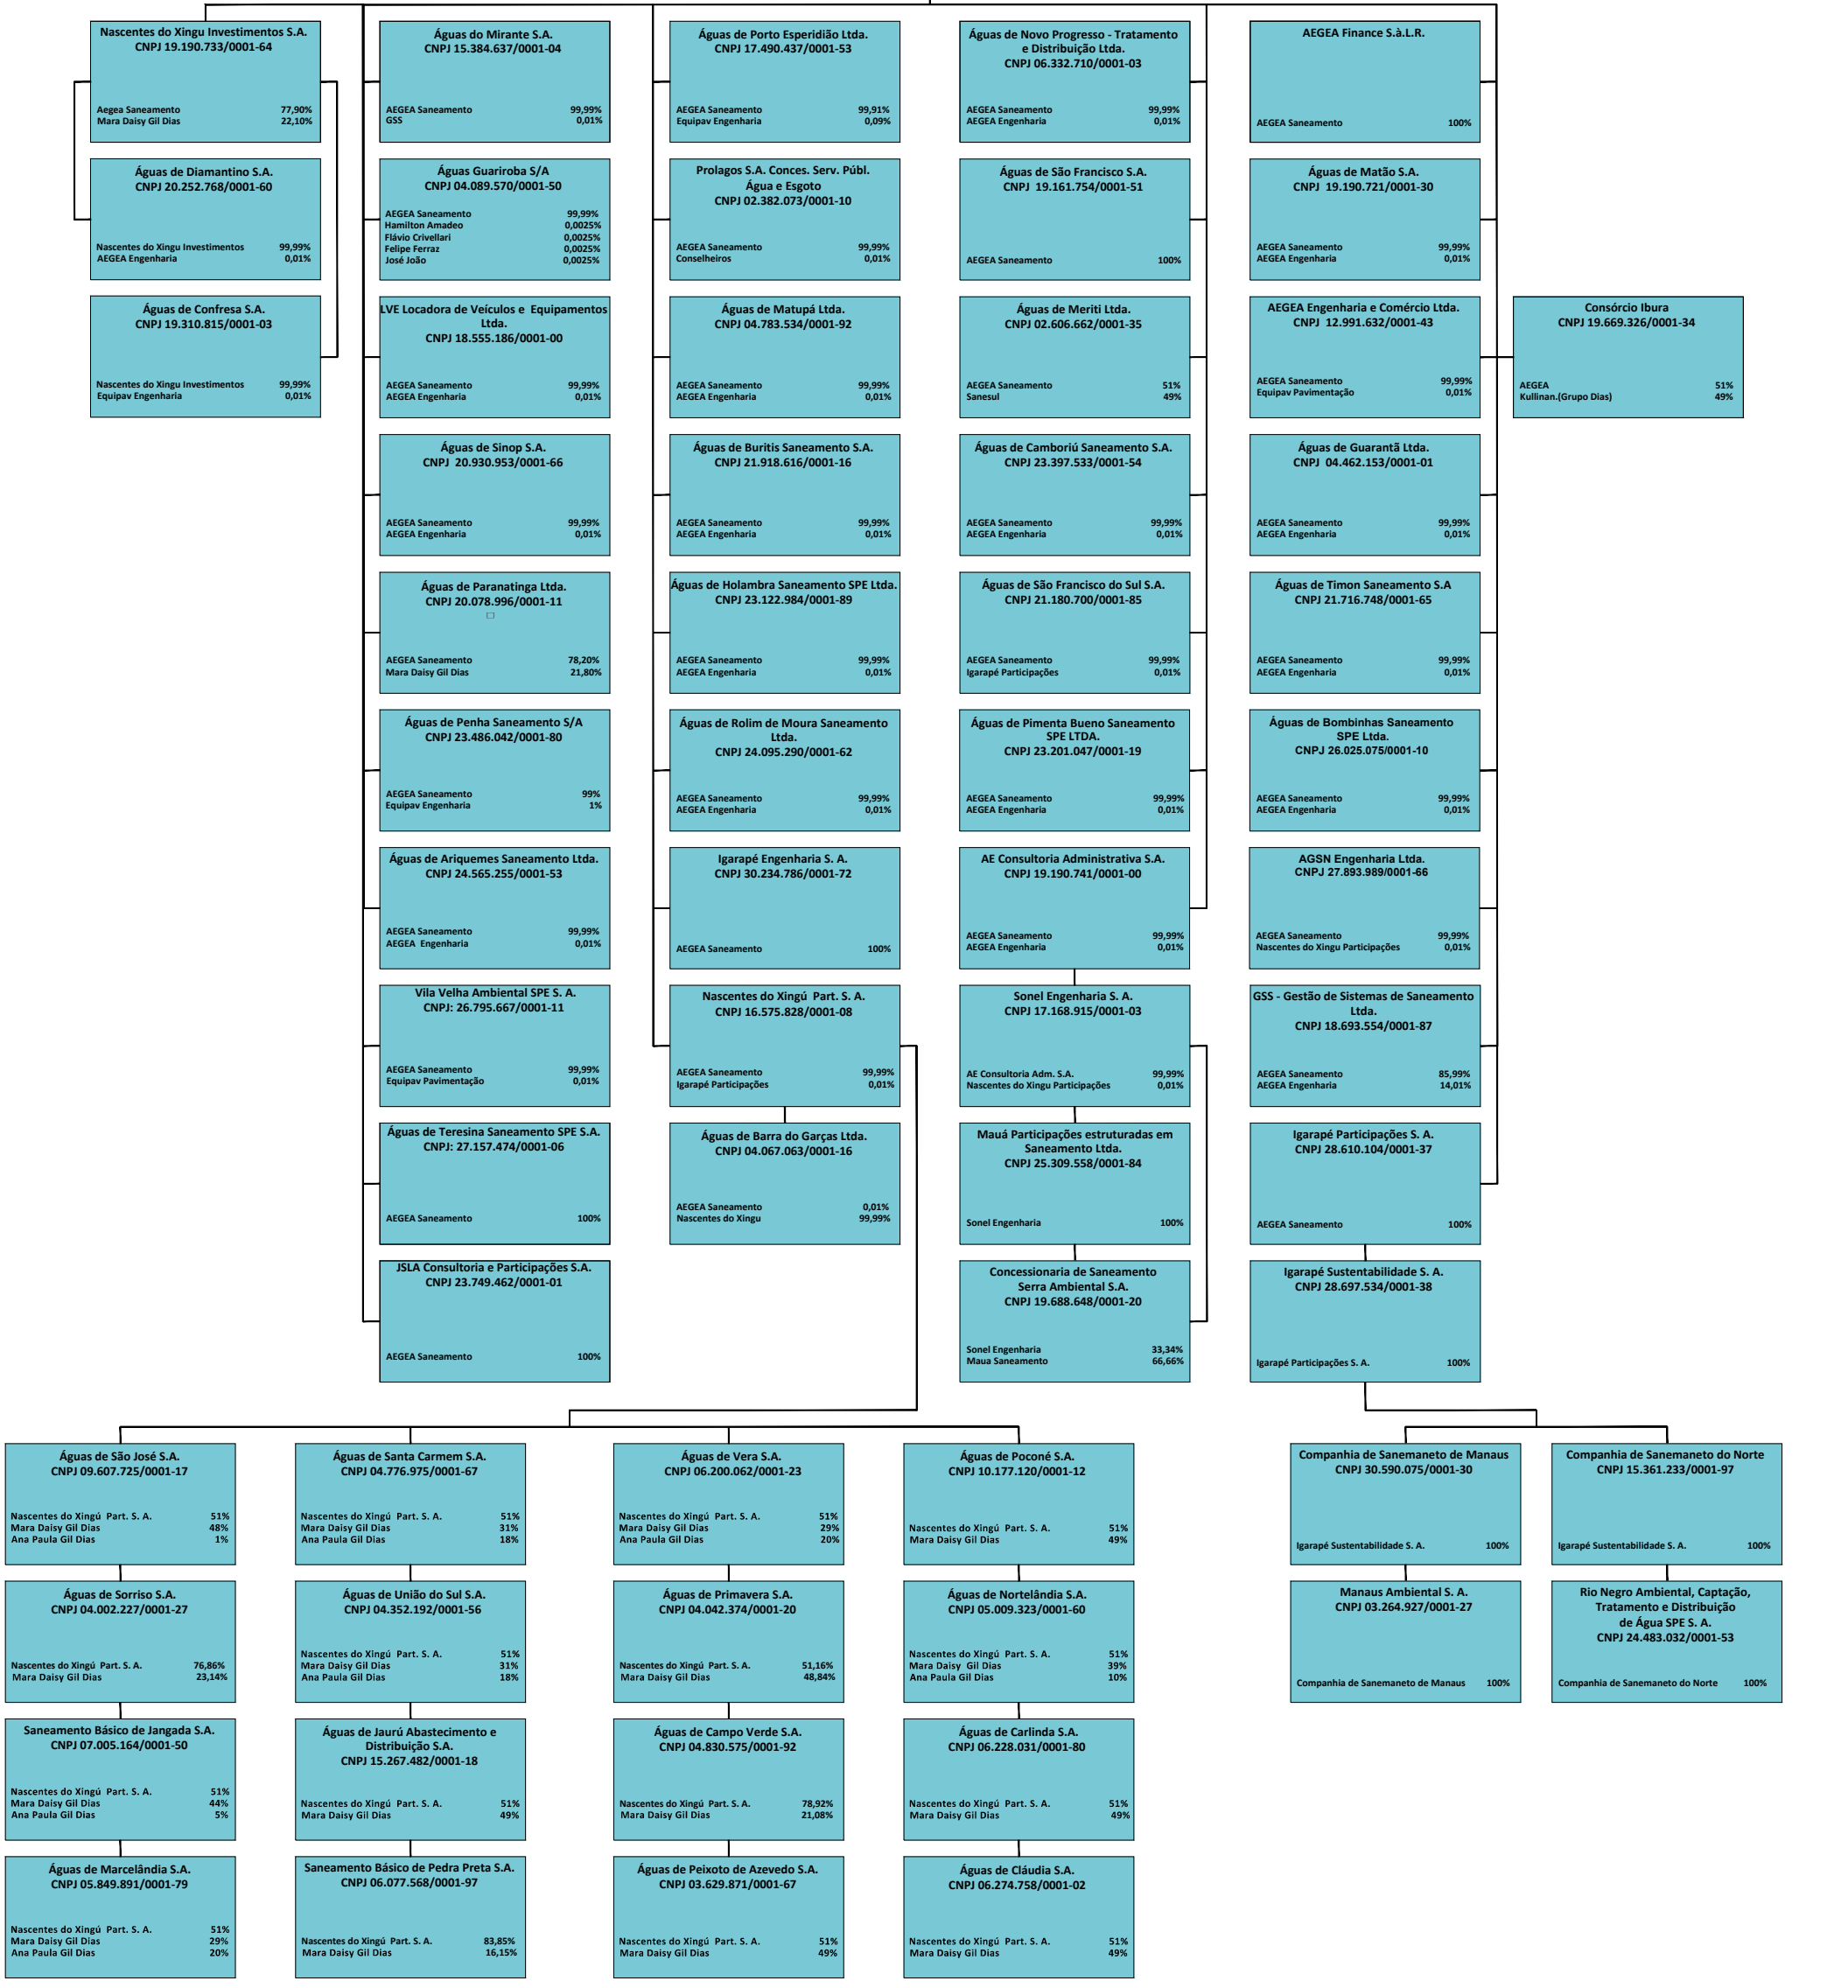 Nascentes do Xingu Investimentos S.A.
CNPJ 19.190.733/0001-64
Aegea Saneamento 77,90%
Mara Daisy Gil Dias 22,10%
Águas do Mirante S.A.
CNPJ 15.384.637/0001-04
AEGEA Saneamento 99,99%
GSS 0,01%
Águas de Porto Esperidião Ltda.
CNPJ 17.490.437/0001-53
AEGEA Saneamento 99,91%
Equipav Engenharia 0,09%
Águas de Novo Progresso - Tratamento
e Distribuição Ltda.
CNPJ 06.332.710/0001-03
AEGEA Saneamento 99,99%
AEGEA Engenharia 0,01%
AEGEA Finance S.à.L.R.
AEGEA Saneamento 100%
Águas de Diamantino S.A.
CNPJ 20.252.768/0001-60
Nascentes do Xingu Investimentos 99,99%
AEGEA Engenharia 0,01%
Águas Guariroba S/A
CNPJ 04.089.570/0001-50
AEGEA Saneamento 99,99%
Hamilton Amadeo 0,0025%
Flávio Crivellari 0,0025%
Felipe Ferraz 0,0025%
José João 0,0025%
Prolagos S.A. Conces. Serv. Públ.
Água e Esgoto
CNPJ 02.382.073/0001-10
AEGEA Saneamento 99,99%
Conselheiros 0,01%
Águas de São Francisco S.A.
CNPJ 19.161.754/0001-51
AEGEA Saneamento 100%
Águas de Matão S.A.
CNPJ 19.190.721/0001-30
AEGEA Saneamento 99,99%
AEGEA Engenharia 0,01%
Águas de Confresa S.A.
CNPJ 19.310.815/0001-03
Nascentes do Xingu Investimentos 99,99%
Equipav Engenharia 0,01%
LVE Locadora de Veículos e Equipamentos
Ltda.
CNPJ 18.555.186/0001-00
AEGEA Saneamento 99,99%
AEGEA Engenharia 0,01%
Águas de Matupá Ltda.
CNPJ 04.783.534/0001-92
AEGEA Saneamento 99,99%
AEGEA Engenharia 0,01%
Águas de Meriti Ltda.
CNPJ 02.606.662/0001-35
AEGEA Saneamento 51%
Sanesul 49%
AEGEA Engenharia e Comércio Ltda.
CNPJ 12.991.632/0001-43
AEGEA Saneamento 99,99%
Equipav Pavimentação 0,01%
Consórcio Ibura
CNPJ 19.669.326/0001-34
AEGEA 51%
Kullinan.(Grupo Dias) 49%
Águas de Sinop S.A.
CNPJ 20.930.953/0001-66
AEGEA Saneamento 99,99%
AEGEA Engenharia 0,01%
Águas de Buritis Saneamento S.A.
CNPJ 21.918.616/0001-16
AEGEA Saneamento 99,99%
AEGEA Engenharia 0,01%
Águas de Camboriú Saneamento S.A.
CNPJ 23.397.533/0001-54
AEGEA Saneamento 99,99%
AEGEA Engenharia 0,01%
Águas de Guarantã Ltda.
CNPJ 04.462.153/0001-01
AEGEA Saneamento 99,99%
AEGEA Engenharia 0,01%
Águas de Paranatinga Ltda.
CNPJ 20.078.996/0001-11
AEGEA Saneamento 78,20%
Mara Daisy Gil Dias 21,80%
Águas de Holambra Saneamento SPE Ltda.
CNPJ 23.122.984/0001-89
AEGEA Saneamento 99,99%
AEGEA Engenharia 0,01%
Águas de São Francisco do Sul S.A.
CNPJ 21.180.700/0001-85
AEGEA Saneamento 99,99%
Igarapé Participações 0,01%
Águas de Timon Saneamento S.A
CNPJ 21.716.748/0001-65
AEGEA Saneamento 99,99%
AEGEA Engenharia 0,01%
Águas de Penha Saneamento S/A
CNPJ 23.486.042/0001-80
AEGEA Saneamento 99%
Equipav Engenharia 1%
Águas de Rolim de Moura Saneamento
Ltda.
CNPJ 24.095.290/0001-62
AEGEA Saneamento 99,99%
AEGEA Engenharia 0,01%
Águas de Pimenta Bueno Saneamento
SPE LTDA.
CNPJ 23.201.047/0001-19
AEGEA Saneamento 99,99%
AEGEA Engenharia 0,01%
Águas de Bombinhas Saneamento
SPE Ltda.
CNPJ 26.025.075/0001-10
AEGEA Saneamento 99,99%
AEGEA Engenharia 0,01%
Águas de Ariquemes Saneamento Ltda.
CNPJ 24.565.255/0001-53
AEGEA Saneamento 99,99%
AEGEA Engenharia 0,01%
Igarapé Engenharia S. A.
CNPJ 30.234.786/0001-72
AEGEA Saneamento 100%
AE Consultoria Administrativa S.A.
CNPJ 19.190.741/0001-00
AEGEA Saneamento 99,99%
AEGEA Engenharia 0,01%
AGSN Engenharia Ltda.
CNPJ 27.893.989/0001-66
AEGEA Saneamento 99,99%
Nascentes do Xingu Participações 0,01%
Vila Velha Ambiental SPE S. A.
CNPJ: 26.795.667/0001-11
AEGEA Saneamento 99,99%
Equipav Pavimentação 0,01%
Nascentes do Xingú Part. S. A.
CNPJ 16.575.828/0001-08
AEGEA Saneamento 99,99%
Igarapé Participações 0,01%
Sonel Engenharia S. A.
CNPJ 17.168.915/0001-03
AE Consultoria Adm. S.A. 99,99%
Nascentes do Xingu Participações 0,01%
GSS - Gestão de Sistemas de Saneamento
Ltda.
CNPJ 18.693.554/0001-87
AEGEA Saneamento 85,99%
AEGEA Engenharia 14,01%
Águas de Teresina Saneamento SPE S.A.
CNPJ: 27.157.474/0001-06
AEGEA Saneamento 100%
Águas de Barra do Garças Ltda.
CNPJ 04.067.063/0001-16
AEGEA Saneamento 0,01%
Nascentes do Xingu 99,99%
Mauá Participações estruturadas em
Saneamento Ltda.
CNPJ 25.309.558/0001-84
Sonel Engenharia 100%
Igarapé Participações S. A.
CNPJ 28.610.104/0001-37
AEGEA Saneamento 100%
JSLA Consultoria e Participações S.A.
CNPJ 23.749.462/0001-01
AEGEA Saneamento 100%
Concessionaria de Saneamento
Serra Ambiental S.A.
CNPJ 19.688.648/0001-20
Sonel Engenharia 33,34%
Maua Saneamento 66,66%
Igarapé Sustentabilidade S. A.
CNPJ 28.697.534/0001-38
Igarapé Participações S. A. 100%
Águas de São José S.A.
CNPJ 09.607.725/0001-17
Nascentes do Xingú Part. S. A. 51%
Mara Daisy Gil Dias 48%
Ana Paula Gil Dias 1%
Águas de Santa Carmem S.A.
CNPJ 04.776.975/0001-67
Nascentes do Xingú Part. S. A. 51%
Mara Daisy Gil Dias 31%
Ana Paula Gil Dias 18%
Águas de Vera S.A.
CNPJ 06.200.062/0001-23
Nascentes do Xingú Part. S. A. 51%
Mara Daisy Gil Dias 29%
Ana Paula Gil Dias 20%
Águas de Poconé S.A.
CNPJ 10.177.120/0001-12
Nascentes do Xingú Part. S. A. 51%
Mara Daisy Gil Dias 49%
Companhia de Sanemaneto de Manaus
CNPJ 30.590.075/0001-30
Igarapé Sustentabilidade S. A. 100%
Companhia de Sanemaneto do Norte
CNPJ 15.361.233/0001-97
Igarapé Sustentabilidade S. A. 100%
Águas de Sorriso S.A.
CNPJ 04.002.227/0001-27
Nascentes do Xingú Part. S. A. 76,86%
Mara Daisy Gil Dias 23,14%
Águas de União do Sul S.A.
CNPJ 04.352.192/0001-56
Nascentes do Xingú Part. S. A. 51%
Mara Daisy Gil Dias 31%
Ana Paula Gil Dias 18%
Águas de Primavera S.A.
CNPJ 04.042.374/0001-20
Nascentes do Xingú Part. S. A. 51,16%
Mara Daisy Gil Dias 48,84%
Águas de Nortelândia S.A.
CNPJ 05.009.323/0001-60
Nascentes do Xingú Part. S. A. 51%
Mara Daisy Gil Dias 39%
Ana Paula Gil Dias 10%
Manaus Ambiental S. A.
CNPJ 03.264.927/0001-27
Companhia de Sanemaneto de Manaus 100%
Rio Negro Ambiental, Captação,
Tratamento e Distribuição
de Água SPE S. A.
CNPJ 24.483.032/0001-53
Companhia de Sanemaneto do Norte 100%
Saneamento Básico de Jangada S.A.
CNPJ 07.005.164/0001-50
Nascentes do Xingú Part. S. A. 51%
Mara Daisy Gil Dias 44%
Ana Paula Gil Dias 5%
Águas de Jaurú Abastecimento e
Distribuição S.A.
CNPJ 15.267.482/0001-18
Nascentes do Xingú Part. S. A. 51%
Mara Daisy Gil Dias 49%
Águas de Campo Verde S.A.
CNPJ 04.830.575/0001-92
Nascentes do Xingú Part. S. A. 78,92%
Mara Daisy Gil Dias 21,08%
Águas de Carlinda S.A.
CNPJ 06.228.031/0001-80
Nascentes do Xingú Part. S. A. 51%
Mara Daisy Gil Dias 49%
Águas de Marcelândia S.A.
CNPJ 05.849.891/0001-79
Nascentes do Xingú Part. S. A. 51%
Mara Daisy Gil Dias 29%
Ana Paula Gil Dias 20%
Saneamento Básico de Pedra Preta S.A.
CNPJ 06.077.568/0001-97
Nascentes do Xingú Part. S. A. 83,85%
Mara Daisy Gil Dias 16,15%
Águas de Peixoto de Azevedo S.A.
CNPJ 03.629.871/0001-67
Nascentes do Xingú Part. S. A. 51%
Mara Daisy Gil Dias 49%
Águas de Cláudia S.A.
CNPJ 06.274.758/0001-02
Nascentes do Xingú Part. S. A. 51%
Mara Daisy Gil Dias 49%